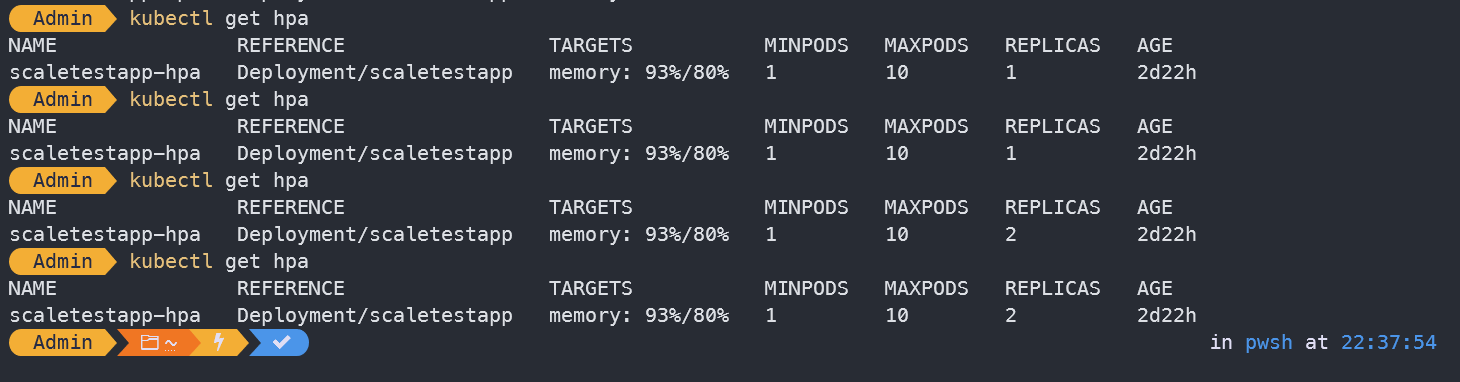 Admin kubectl get hpa
NAME REFERENCE TARGETS MINPODS MAXPODS REPLICAS AGE
scaletestapp-hpa Deployment/scaletestapp memory: 93%/80% 1 10 1 2d22h
Admin kubectl get hpa
NAME REFERENCE TARGETS MINPODS MAXPODS REPLICAS AGE
scaletestapp-hpa Deployment/scaletestapp memory: 93%/80% 1 10 1 2d22h
Admin kubectl get hpa
NAME REFERENCE TARGETS MINPODS MAXPODS REPLICAS AGE
scaletestapp-hpa Deployment/scaletestapp memory: 93%/80% 1 10 2 2d22h
Admin kubectl get hpa
NAME REFERENCE TARGETS MINPODS MAXPODS REPLICAS AGE
scaletestapp-hpa Deployment/scaletestapp memory: 93%/80% 1 10 2 2d22h
Admin ~ in pwsh at 22:37:54